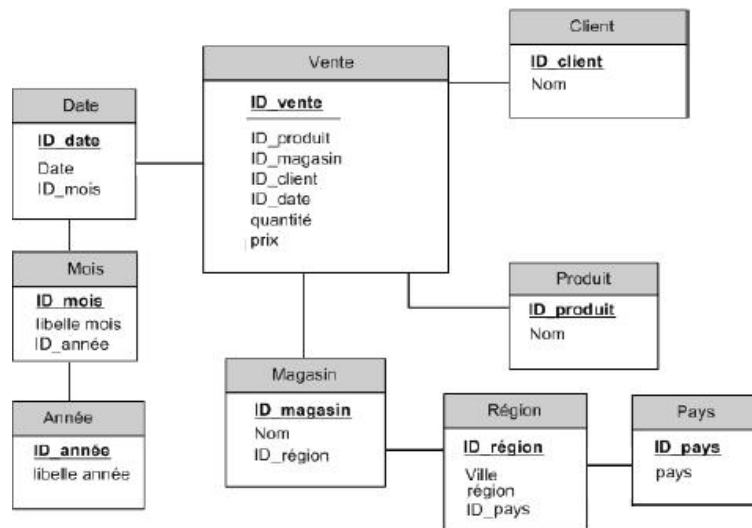 Client
ID_client
Nom
Vente
ID_vente
ID_produit
ID_magasin
ID_client
ID_date
quantité
prix
Date
ID_date
Date
ID_mois
Mois
ID_mois
libelle mois
ID_année
Année
ID_année
libelle année
Produit
ID_produit
Nom
Magasin
ID_magasin
Nom
ID_région
Région
ID_région
Ville
région
ID_pays
Pays
ID_pays
pays